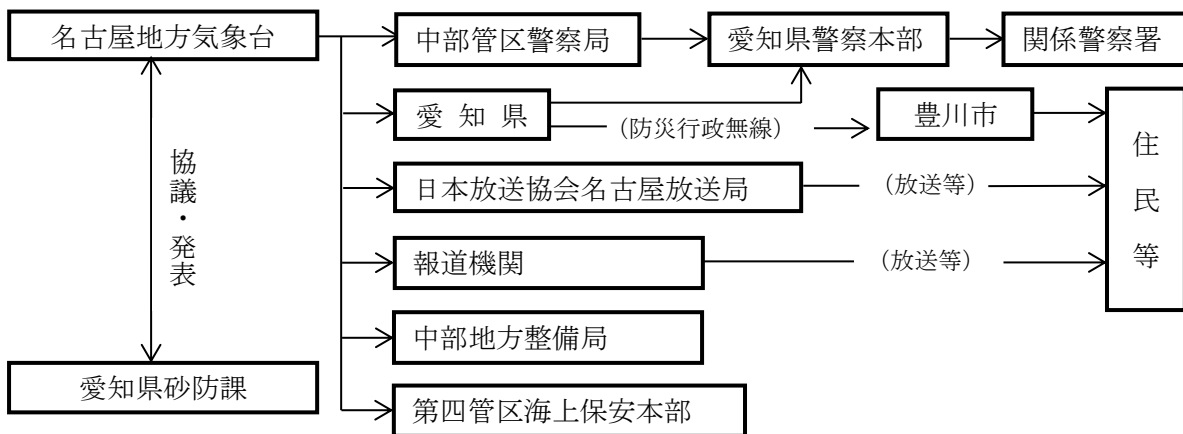 名古屋地方気象台
中部管区警察局
愛知県警察本部
関係警察署
愛知県
(防災行政無線)
豊川市
住民等
協議・発表
日本放送協会名古屋放送局
(放送等)
報道機関
(放送等)
中部地方整備局
愛知県砂防課
第四管区海上保安本部